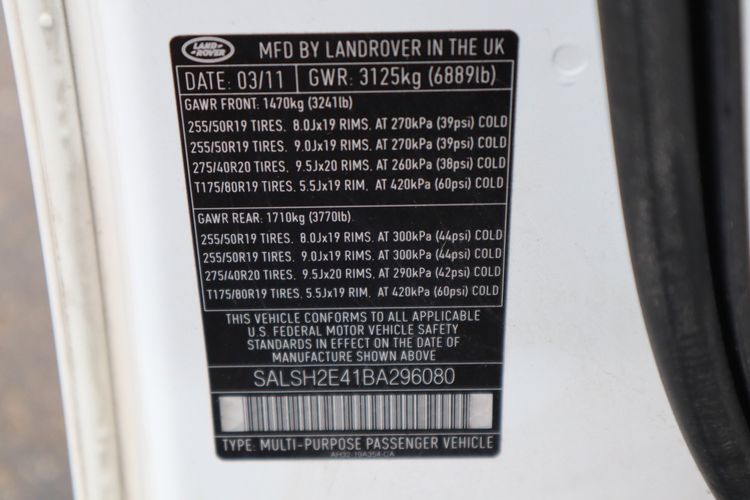 LAND ROVER
MFD BY LANDROVER IN THE UK
DATE: 03/11 GWR: 3125kg (6889lb)
GAWR FRONT: 1470kg (3241lb)
255/50R19 TIRES. 8.0Jx19 RIMS. AT 270kPa (39psi) COLD
255/50R19 TIRES. 9.0Jx19 RIMS. AT 270kPa (39psi) COLD
275/40R20 TIRES. 9.5Jx20 RIMS. AT 260kPa (38psi) COLD
T175/80R19 TIRES. 5.5Jx19 RIM. AT 420kPa (60psi) COLD
GAWR REAR: 1710kg (3770lb)
255/50R19 TIRES. 8.0Jx19 RIMS. AT 300kPa (44psi) COLD
255/50R19 TIRES. 9.0Jx19 RIMS. AT 300kPa (44psi) COLD
275/40R20 TIRES. 9.5Jx20 RIMS. AT 290kPa (42psi) COLD
T175/80R19 TIRES. 5.5Jx19 RIM. AT 420kPa (60psi) COLD
THIS VEHICLE CONFORMS TO ALL APPLICABLE
U.S. FEDERAL MOTOR VEHICLE SAFETY
STANDARDS IN EFFECT ON THE DATE OF
MANUFACTURE SHOWN ABOVE
SALSH2E41BA296080
TYPE: MULTI-PURPOSE PASSENGER VEHICLE
AH32-19A354-CA